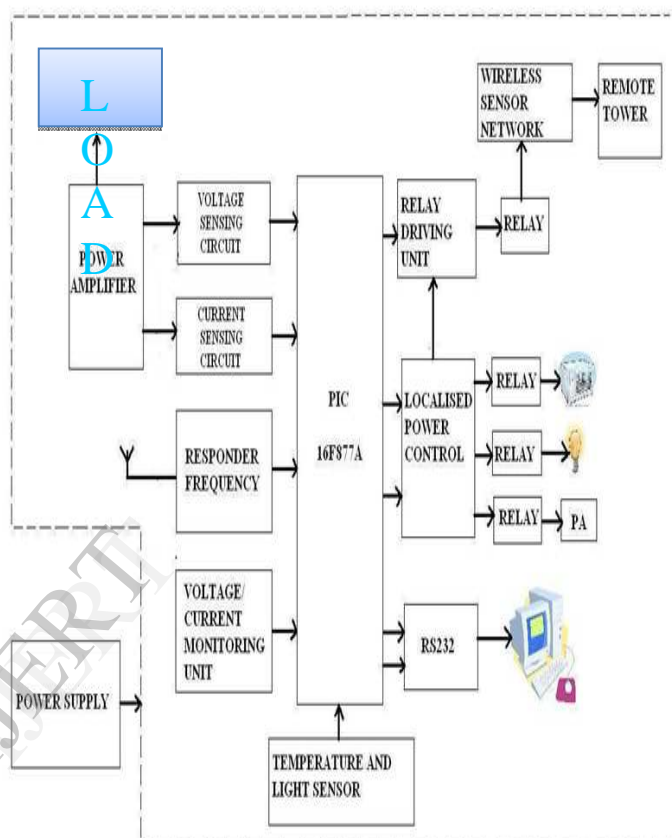 L
O
A
D
POWER
AMPLIFIER
VOLTAGE
SENSING
CIRCUIT
CURRENT
SENSING
CIRCUIT
RESPONDER
FREQUENCY
VOLTAGE/
CURRENT
MONITORING
UNIT
POWER SUPPLY
TEMPERATURE AND
LIGHT SENSOR
PIC
16F877A
RELAY
DRIVING
UNIT
RELAY
WIRELESS
SENSOR
NETWORK
REMOTE
TOWER
LOCALISED
POWER
CONTROL
RELAY
RELAY
RELAY
PA
RS232
IJERT